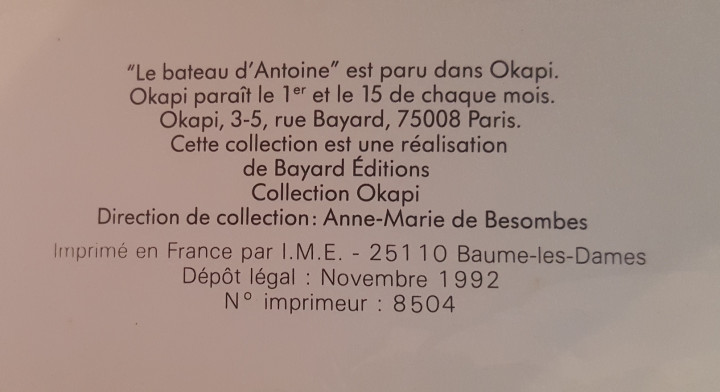 "Le bateau d'Antoine" est paru dans Okapi.
Okapi paraît le 1er et le 15 de chaque mois.
Okapi, 3-5, rue Bayard, 75008 Paris.
Cette collection est une réalisation
de Bayard Éditions
Collection Okapi
Direction de collection: Anne-Marie de Besombes
Imprimé en France par I.M.E. - 25110 Baume-les-Dames
Dépôt légal : Novembre 1992
N° imprimeur : 8504